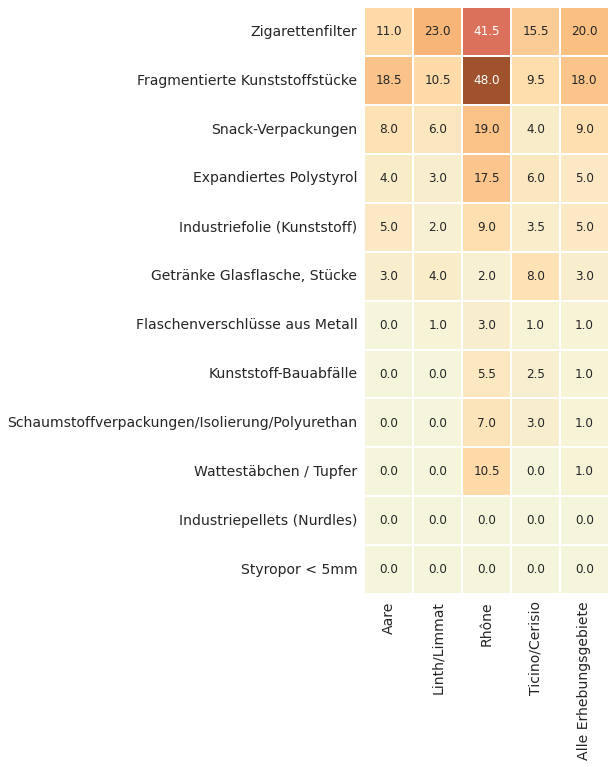 Zigarettenfilter 11.0 23.0 41.5 15.5 20.0
Fragmentierte Kunststoffstücke 18.5 10.5 48.0 9.5 18.0
Snack-Verpackungen 8.0 6.0 19.0 4.0 9.0
Expandiertes Polystyrol 4.0 3.0 17.5 6.0 5.0
Industriefolie (Kunststoff) 5.0 2.0 9.0 3.5 5.0
Getränke Glasflasche, Stücke 3.0 4.0 2.0 8.0 3.0
Flaschenverschlüsse aus Metall 0.0 1.0 3.0 1.0 1.0
Kunststoff-Bauabfälle 0.0 0.0 5.5 2.5 1.0
Schaumstoffverpackungen/Isolierung/Polyurethan 0.0 0.0 7.0 3.0 1.0
Wattestäbchen / Tupfer 0.0 0.0 10.5 0.0 1.0
Industriepellets (Nurdles) 0.0 0.0 0.0 0.0 0.0
Styropor < 5mm 0.0 0.0 0.0 0.0 0.0
Aare
Linth/Limmat
Rhône
Ticino/Cerisio
Alle Erhebungsgebiete